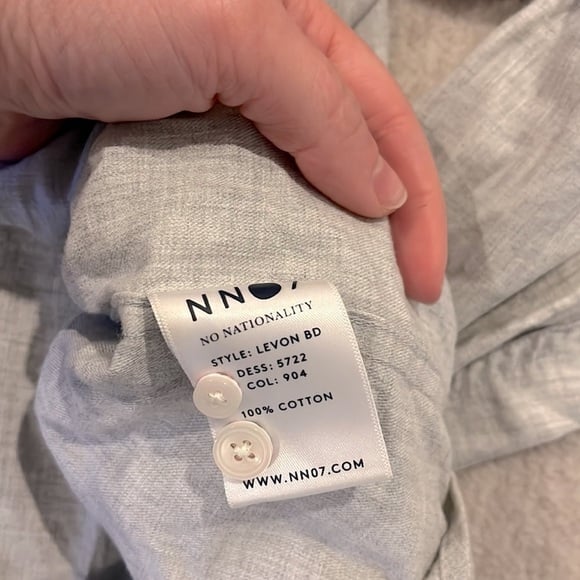 NN07
NO NATIONALITY
STYLE: LEVON BD
DESS: 5722
COL: 904
100% COTTON
WWW.NN07.COM